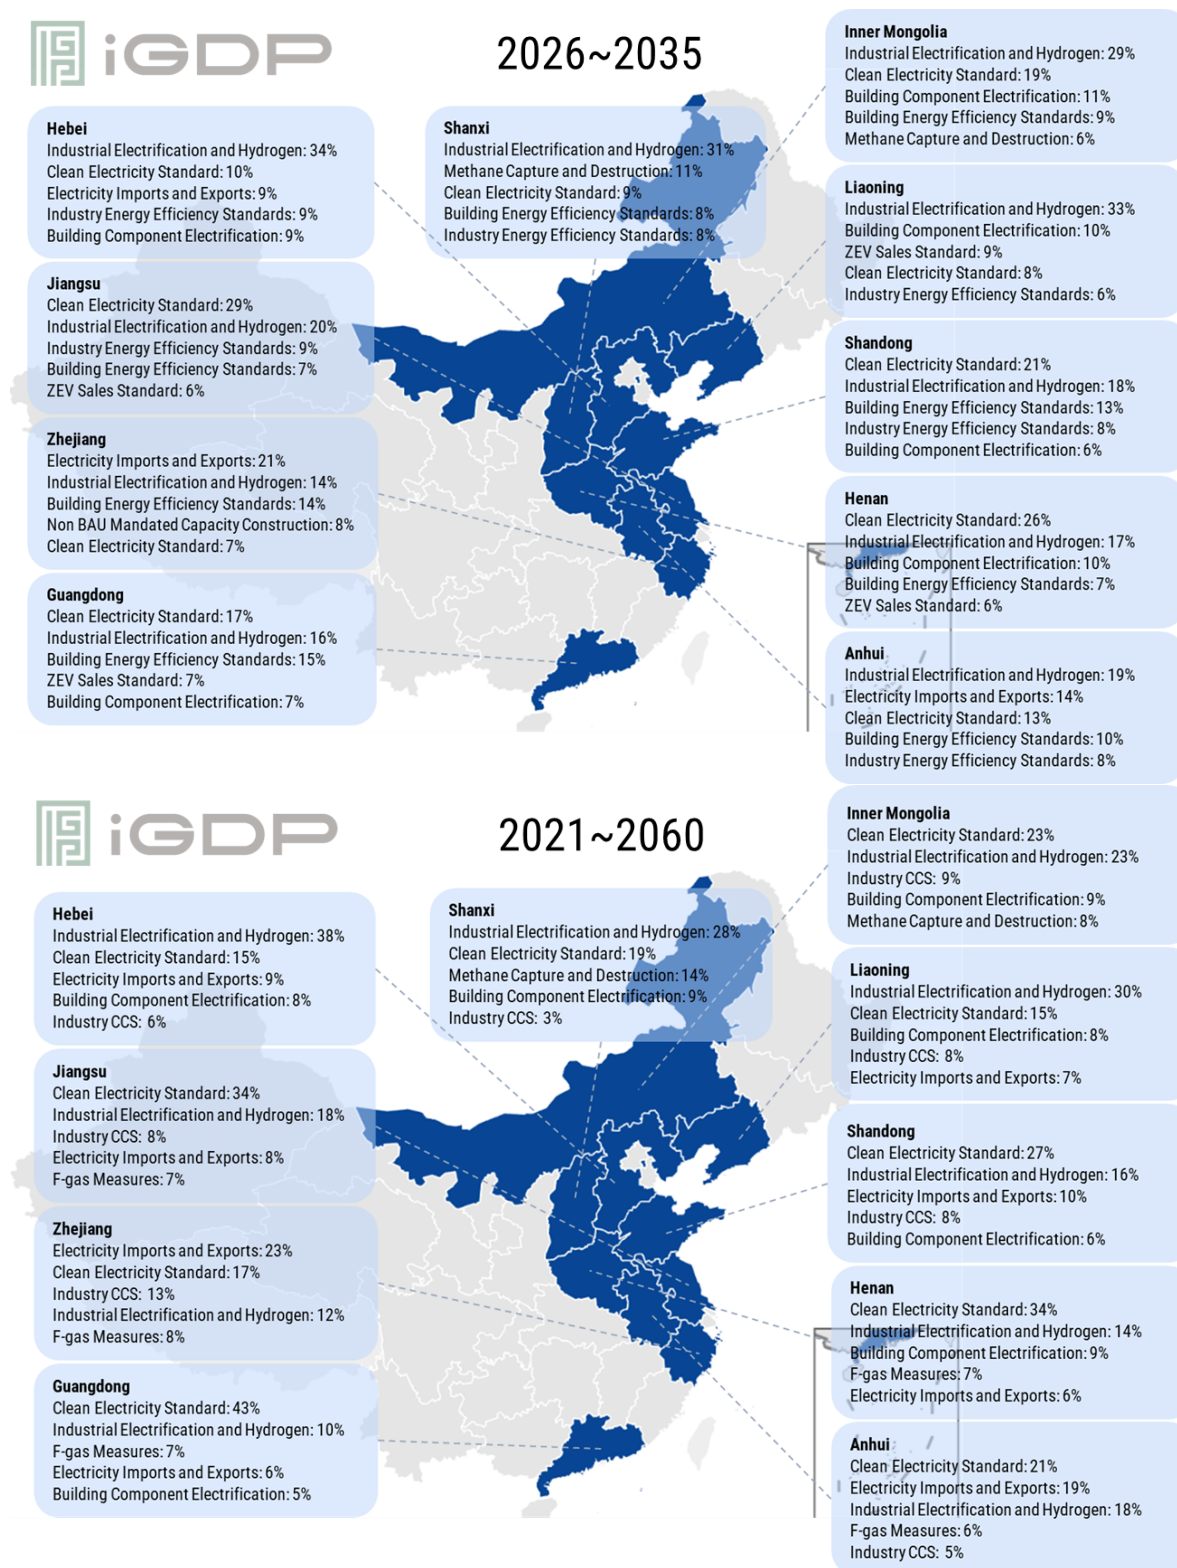 iGDP
2026~2035
Hebei
Industrial Electrification and Hydrogen: 34%
Clean Electricity Standard: 10%
Electricity Imports and Exports: 9%
Industry Energy Efficiency Standards: 9%
Building Component Electrification: 9%
Jiangsu
Clean Electricity Standard: 29%
Industrial Electrification and Hydrogen: 20%
Industry Energy Efficiency Standards: 9%
Building Energy Efficiency Standards: 7%
ZEV Sales Standard: 6%
Zhejiang
Electricity Imports and Exports: 21%
Industrial Electrification and Hydrogen: 14%
Building Energy Efficiency Standards: 14%
Non BAU Mandated Capacity Construction: 8%
Clean Electricity Standard: 7%
Guangdong
Clean Electricity Standard: 17%
Industrial Electrification and Hydrogen: 16%
Building Energy Efficiency Standards: 15%
ZEV Sales Standard: 7%
Building Component Electrification: 7%
Shanxi
Industrial Electrification and Hydrogen: 31%
Methane Capture and Destruction: 11%
Clean Electricity Standard: 9%
Building Energy Efficiency Standards: 8%
Industry Energy Efficiency Standards: 8%
Inner Mongolia
Industrial Electrification and Hydrogen: 29%
Clean Electricity Standard: 19%
Building Component Electrification: 11%
Building Energy Efficiency Standards: 9%
Methane Capture and Destruction: 6%
Liaoning
Industrial Electrification and Hydrogen: 33%
Building Component Electrification: 10%
ZEV Sales Standard: 9%
Clean Electricity Standard: 8%
Industry Energy Efficiency Standards: 6%
Shandong
Clean Electricity Standard: 21%
Industrial Electrification and Hydrogen: 18%
Building Energy Efficiency Standards: 13%
Industry Energy Efficiency Standards: 8%
Building Component Electrification: 6%
Henan
Clean Electricity Standard: 26%
Industrial Electrification and Hydrogen: 17%
Building Component Electrification: 10%
Building Energy Efficiency Standards: 7%
ZEV Sales Standard: 6%
Anhui
Industrial Electrification and Hydrogen: 19%
Electricity Imports and Exports: 14%
Clean Electricity Standard: 13%
Building Energy Efficiency Standards: 10%
Industry Energy Efficiency Standards: 8%
iGDP
2021~2060
Hebei
Industrial Electrification and Hydrogen: 38%
Clean Electricity Standard: 15%
Electricity Imports and Exports: 9%
Building Component Electrification: 8%
Industry CCS: 6%
Jiangsu
Clean Electricity Standard: 34%
Industrial Electrification and Hydrogen: 18%
Industry CCS: 8%
Electricity Imports and Exports: 8%
F-gas Measures: 7%
Zhejiang
Electricity Imports and Exports: 23%
Clean Electricity Standard: 17%
Industry CCS: 13%
Industrial Electrification and Hydrogen: 12%
F-gas Measures: 8%
Guangdong
Clean Electricity Standard: 43%
Industrial Electrification and Hydrogen: 10%
F-gas Measures: 7%
Electricity Imports and Exports: 6%
Building Component Electrification: 5%
Shanxi
Industrial Electrification and Hydrogen: 28%
Clean Electricity Standard: 19%
Methane Capture and Destruction: 14%
Building Component Electrification: 9%
Industry CCS: 3%
Inner Mongolia
Clean Electricity Standard: 23%
Industrial Electrification and Hydrogen: 23%
Industry CCS: 9%
Building Component Electrification: 9%
Methane Capture and Destruction: 8%
Liaoning
Industrial Electrification and Hydrogen: 30%
Clean Electricity Standard: 15%
Building Component Electrification: 8%
Industry CCS: 8%
Electricity Imports and Exports: 7%
Shandong
Clean Electricity Standard: 27%
Industrial Electrification and Hydrogen: 16%
Electricity Imports and Exports: 10%
Industry CCS: 8%
Building Component Electrification: 6%
Henan
Clean Electricity Standard: 34%
Industrial Electrification and Hydrogen: 14%
Building Component Electrification: 9%
F-gas Measures: 7%
Electricity Imports and Exports: 6%
Anhui
Clean Electricity Standard: 21%
Electricity Imports and Exports: 19%
Industrial Electrification and Hydrogen: 18%
F-gas Measures: 6%
Industry CCS: 5%